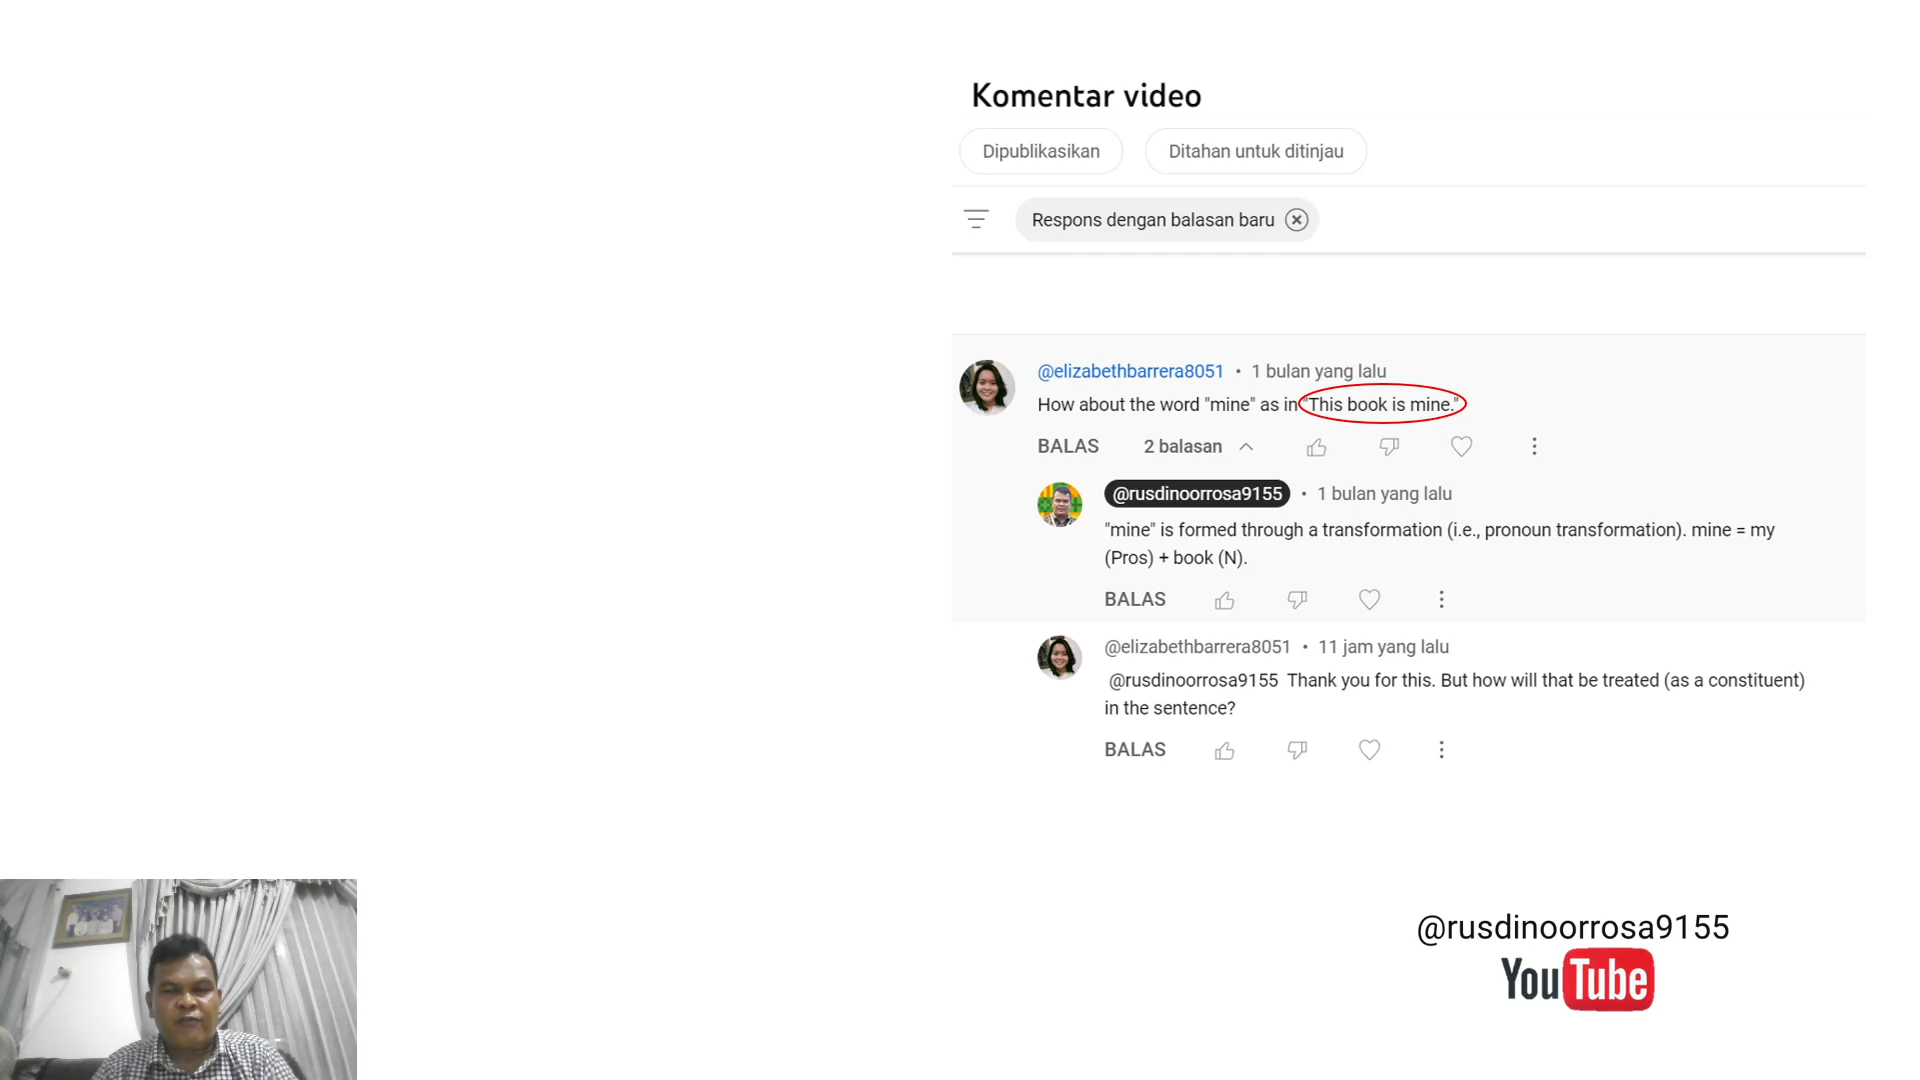 Komentar video
Dipublikasikan
Ditahan untuk ditinjau
Respons dengan balasan baru
@elizabethbarrera8051 • 1 bulan yang lalu
How about the word "mine" as in "This book is mine."
BALAS 2 balasan
@rusdinoorrosa9155 • 1 bulan yang lalu
"mine" is formed through a transformation (i.e., pronoun transformation). mine = my
(Pros) + book (N).
BALAS
@elizabethbarrera8051 • 11 jam yang lalu
@rusdinoorrosa9155 Thank you for this. But how will that be treated (as a constituent)
in the sentence?
BALAS
@rusdinoorrosa9155
YouTube